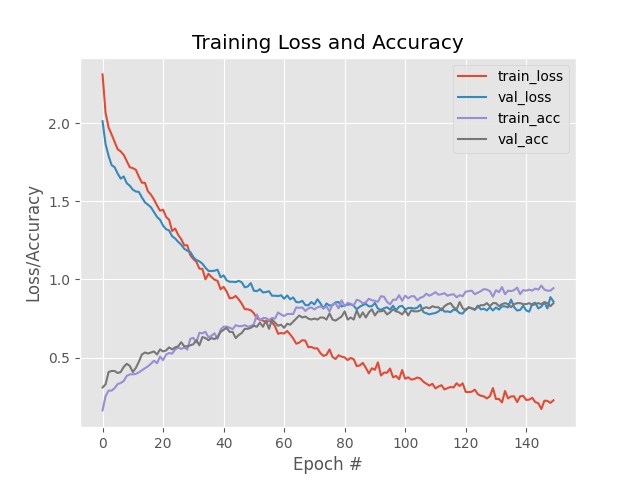 Training Loss and Accuracy
train_loss
val_loss
train_acc
val_acc
Loss/Accuracy
2.0
1.5
1.0
0.5
0 20 40 60 80 100 120 140
Epoch #